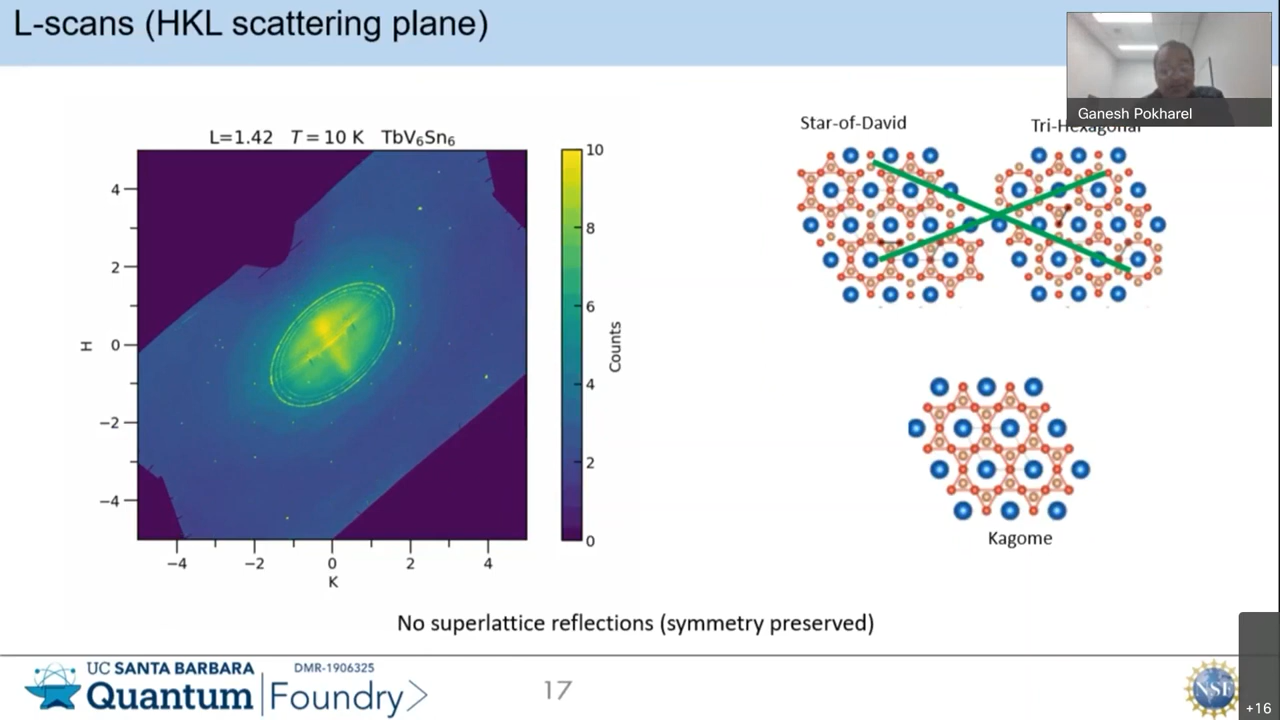 L-scans (HKL scattering plane)
Ganesh Pokharel
L=1.42 T = 10 K TbV₆Sn₆
Star-of-David
Tri-Hexagonal
10
8
6
4
2
0
Counts
4
2
0
−2
−4
H
−4 −2 0 2 4
K
Kagome
No superlattice reflections (symmetry preserved)
UC SANTA BARBARA
Quantum Foundry
DMR-1906325
17
NSF
+16